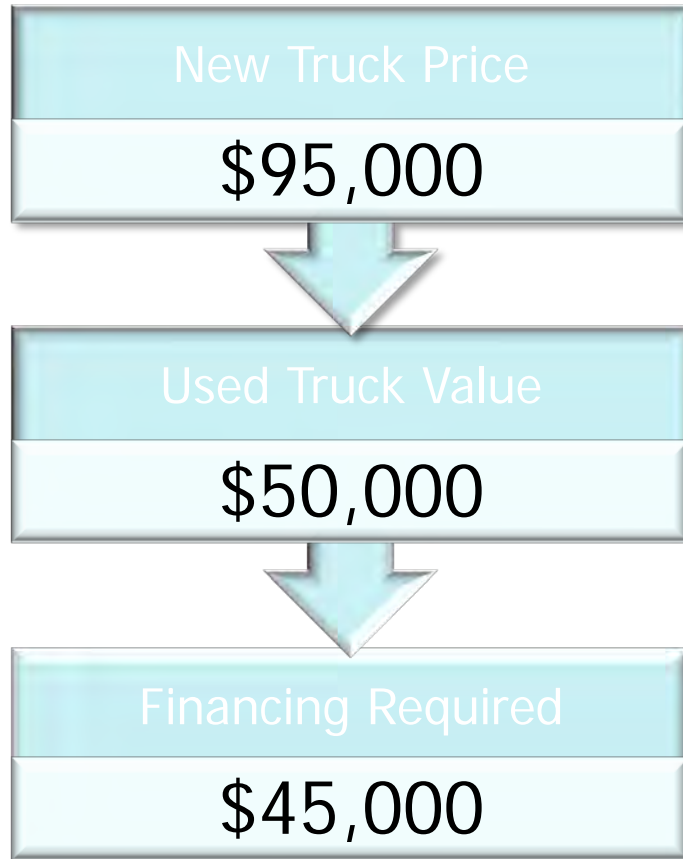 New Truck Price
$95,000
Used Truck Value
$50,000
Financing Required
$45,000